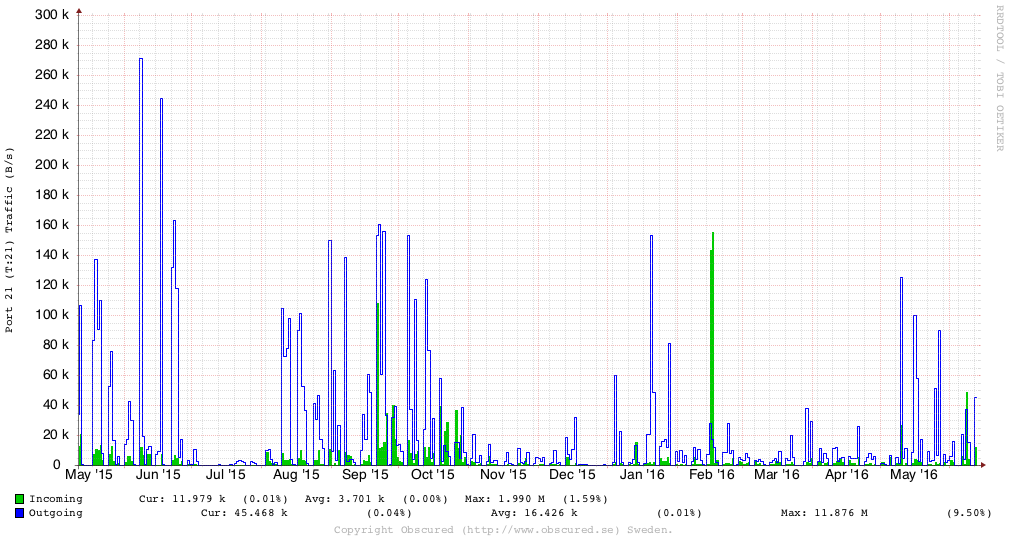 RRDTOOL / TOBI OETIKER
Port 21 (T:21) Traffic (B/s)
300 k
280 k
260 k
240 k
220 k
200 k
180 k
160 k
140 k
120 k
100 k
80 k
60 k
40 k
20 k
0
May '15 Jun '15 Jul '15 Aug '15 Sep '15 Oct '15 Nov '15 Dec '15 Jan '16 Feb '16 Mar '16 Apr '16 May '16
Incoming Cur: 11.979 k (0.01%) Avg: 3.701 k (0.00%) Max: 1.990 M (1.59%)
Outgoing Cur: 45.468 k (0.04%) Avg: 16.426 k (0.01%) Max: 11.876 M (9.50%)
Copyright Obscured (http://www.obscured.se) Sweden.